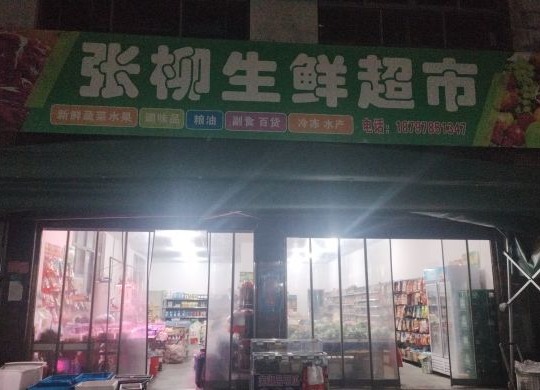 张柳生鲜超市
新鲜蔬菜水果 调味品 粮油 副食 百货 冷冻 水产 电话: 18797851347